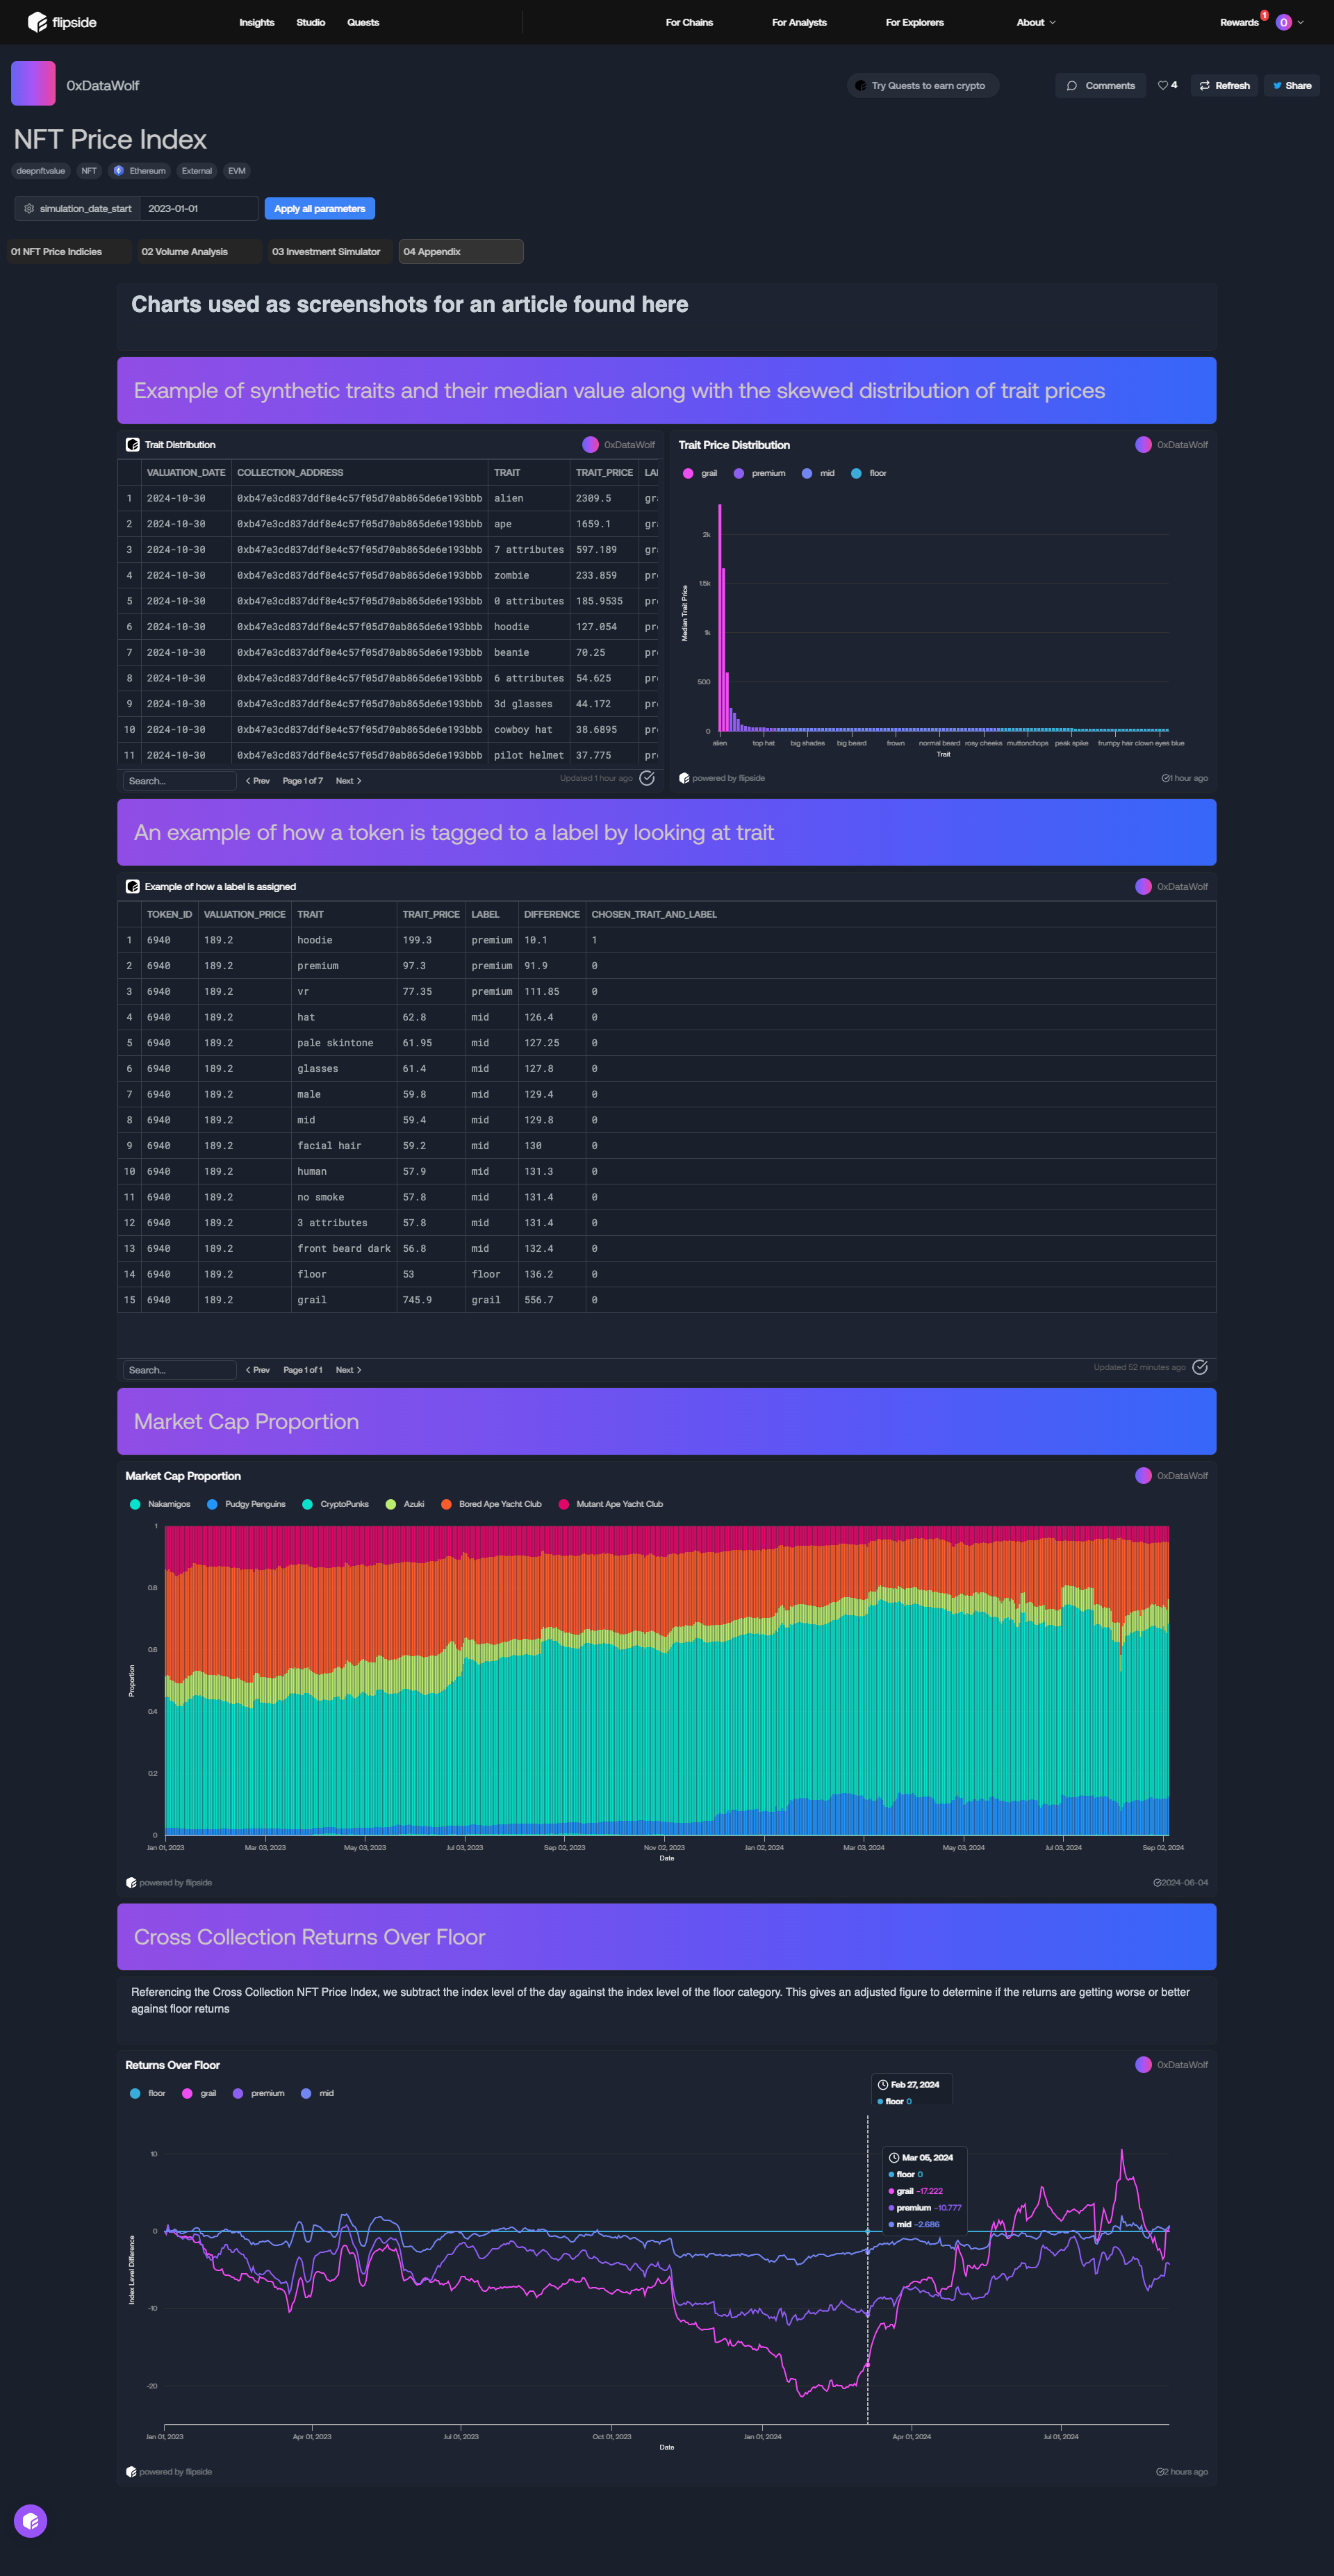 flipside
Insights Studio Quests For Chains For Analysts For Explorers About Rewards 1 0
0xDataWolf Try Quests to earn crypto Comments 4 Refresh Share
NFT Price Index
deepnftvalue NFT Ethereum External EVM
simulation_date_start 2023-01-01 Apply all parameters
01 NFT Price Indicies 02 Volume Analysis 03 Investment Simulator 04 Appendix
Charts used as screenshots for an article found here
Example of synthetic traits and their median value along with the skewed distribution of trait prices
Trait Distribution 0xDataWolf
VALUATION_DATE COLLECTION_ADDRESS TRAIT TRAIT_PRICE LA
1 2024-10-30 0xb47e3cd837ddf8e4c57f05d70ab865de6e193bbb alien 2309.5 gr
2 2024-10-30 0xb47e3cd837ddf8e4c57f05d70ab865de6e193bbb ape 1659.1 gr
3 2024-10-30 0xb47e3cd837ddf8e4c57f05d70ab865de6e193bbb 7 attributes 597.189 gr
4 2024-10-30 0xb47e3cd837ddf8e4c57f05d70ab865de6e193bbb zombie 233.859 pr
5 2024-10-30 0xb47e3cd837ddf8e4c57f05d70ab865de6e193bbb 0 attributes 185.9535 pr
6 2024-10-30 0xb47e3cd837ddf8e4c57f05d70ab865de6e193bbb hoodie 127.054 pr
7 2024-10-30 0xb47e3cd837ddf8e4c57f05d70ab865de6e193bbb beanie 70.25 pr
8 2024-10-30 0xb47e3cd837ddf8e4c57f05d70ab865de6e193bbb 6 attributes 54.625 pr
9 2024-10-30 0xb47e3cd837ddf8e4c57f05d70ab865de6e193bbb 3d glasses 44.172 pr
10 2024-10-30 0xb47e3cd837ddf8e4c57f05d70ab865de6e193bbb cowboy hat 38.6895 pr
11 2024-10-30 0xb47e3cd837ddf8e4c57f05d70ab865de6e193bbb pilot helmet 37.775 pr
Search... Prev Page 1 of 7 Next Updated 1 hour ago
Trait Price Distribution 0xDataWolf
grail premium mid floor
Median Trait Price
2k
1.5k
1k
500
0
alien top hat big shades big beard frown normal beard rosy cheeks muttonchops peak spike frumpy hair clown eyes blue
Trait
powered by flipside 1 hour ago
An example of how a token is tagged to a label by looking at trait
Example of how a label is assigned 0xDataWolf
TOKEN_ID VALUATION_PRICE TRAIT TRAIT_PRICE LABEL DIFFERENCE CHOSEN_TRAIT_AND_LABEL
1 6940 189.2 hoodie 199.3 premium 10.1 1
2 6940 189.2 premium 97.3 premium 91.9 0
3 6940 189.2 vr 77.35 premium 111.85 0
4 6940 189.2 hat 62.8 mid 126.4 0
5 6940 189.2 pale skintone 61.95 mid 127.25 0
6 6940 189.2 glasses 61.4 mid 127.8 0
7 6940 189.2 male 59.8 mid 129.4 0
8 6940 189.2 mid 59.4 mid 129.8 0
9 6940 189.2 facial hair 59.2 mid 130 0
10 6940 189.2 human 57.9 mid 131.3 0
11 6940 189.2 no smoke 57.8 mid 131.4 0
12 6940 189.2 3 attributes 57.8 mid 131.4 0
13 6940 189.2 front beard dark 56.8 mid 132.4 0
14 6940 189.2 floor 53 floor 136.2 0
15 6940 189.2 grail 745.9 grail 556.7 0
Search... Prev Page 1 of 1 Next Updated 52 minutes ago
Market Cap Proportion
Market Cap Proportion 0xDataWolf
Nakamigos Pudgy Penguins CryptoPunks Azuki Bored Ape Yacht Club Mutant Ape Yacht Club
Proportion
1
0.8
0.6
0.4
0.2
0
Jan 01, 2023 Mar 03, 2023 May 03, 2023 Jul 03, 2023 Sep 02, 2023 Nov 02, 2023 Jan 02, 2024 Mar 03, 2024 May 03, 2024 Jul 03, 2024 Sep 02, 2024
Date
powered by flipside 2024-06-04
Cross Collection Returns Over Floor
Referencing the Cross Collection NFT Price Index, we subtract the index level of the day against the index level of the floor category. This gives an adjusted figure to determine if the returns are getting worse or better
against floor returns
Returns Over Floor 0xDataWolf
floor grail premium mid
Feb 27, 2024
floor 0
Mar 05, 2024
floor 0
grail -17.222
premium -10.777
mid -2.686
Index Level Difference
10
0
-10
-20
Jan 01, 2023 Apr 01, 2023 Jul 01, 2023 Oct 01, 2023 Jan 01, 2024 Apr 01, 2024 Jul 01, 2024
Date
powered by flipside 2 hours ago